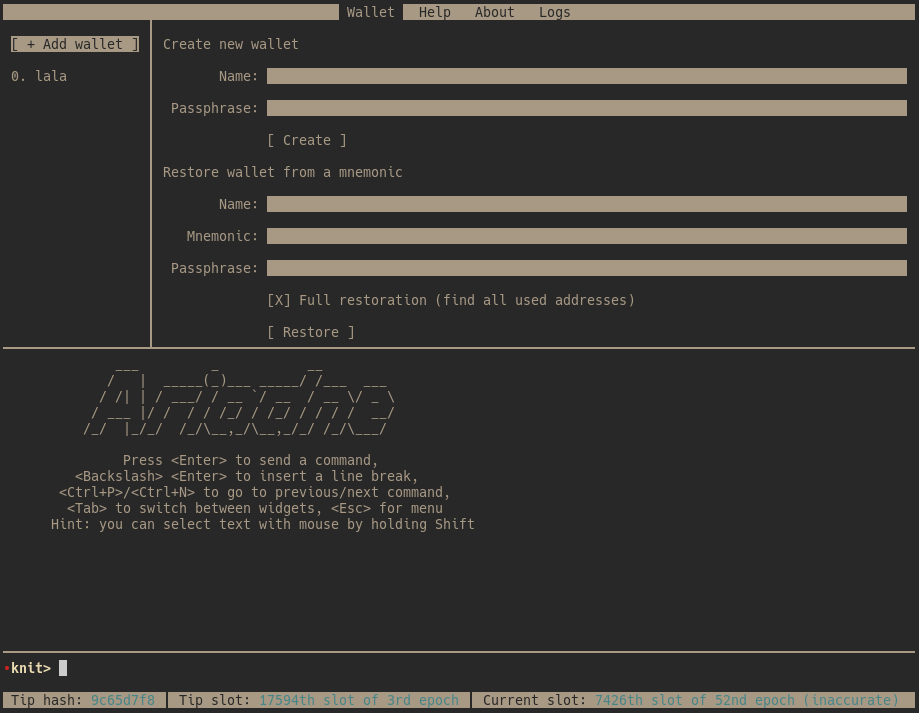 Wallet Help About Logs
[ + Add wallet ]
0. lala
Create new wallet
Name:
Passphrase:
[ Create ]
Restore wallet from a mnemonic
Name:
Mnemonic:
Passphrase:
[X] Full restoration (find all used addresses)
[ Restore ]
Ariadne
Press <Enter> to send a command,
<Backslash> <Enter> to insert a line break,
<Ctrl+P>/<Ctrl+N> to go to previous/next command,
<Tab> to switch between widgets, <Esc> for menu
Hint: you can select text with mouse by holding Shift
•knit>
Tip hash: 9c65d7f8 Tip slot: 17594th slot of 3rd epoch Current slot: 7426th slot of 52nd epoch (inaccurate)